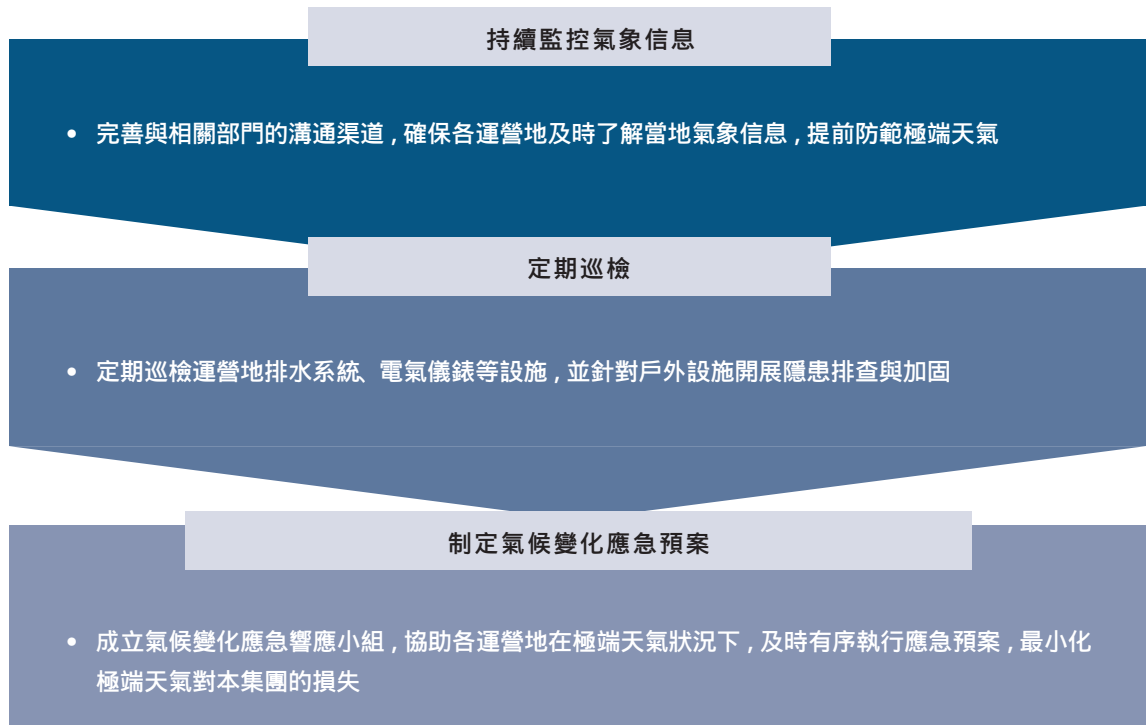 持續監控氣象信息
• 完善與相關部門的溝通渠道,確保各運營地及時了解當地氣象信息,提前防範極端天氣
定期巡檢
• 定期巡檢運營地排水系統、電氣儀錶等設施,並針對戶外設施開展隱患排查與加固
制定氣候變化應急預案
• 成立氣候變化應急響應小組,協助各運營地在極端天氣狀況下,及時有序執行應急預案,最小化
極端天氣對本集團的損失